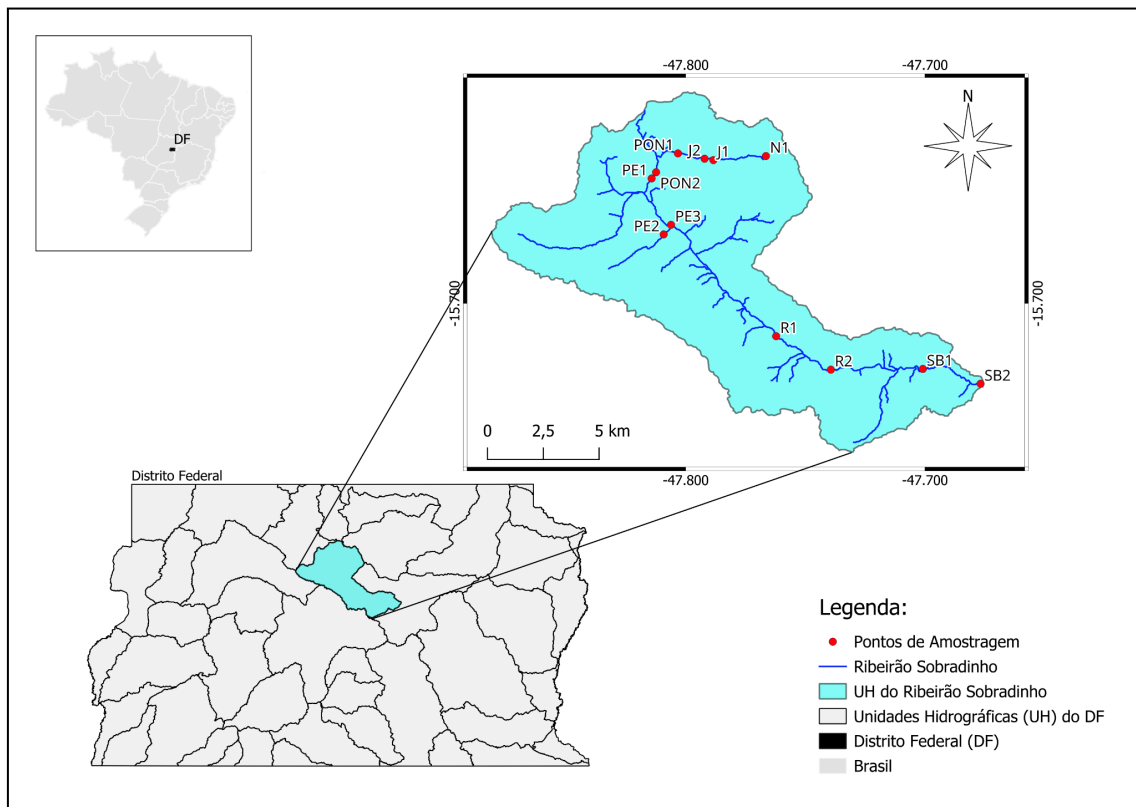 DF
-47.800
-47.700
N
PON1
J2
J1
N1
PE1
PON2
PE3
PE2
-15.700
-15.700
R1
R2
SB1
SB2
0
2,5
5 km
-47.800
-47.700
Distrito Federal
Legenda:
Pontos de Amostragem
Ribeirão Sobradinho
UH do Ribeirão Sobradinho
Unidades Hidrográficas (UH) do DF
Distrito Federal (DF)
Brasil